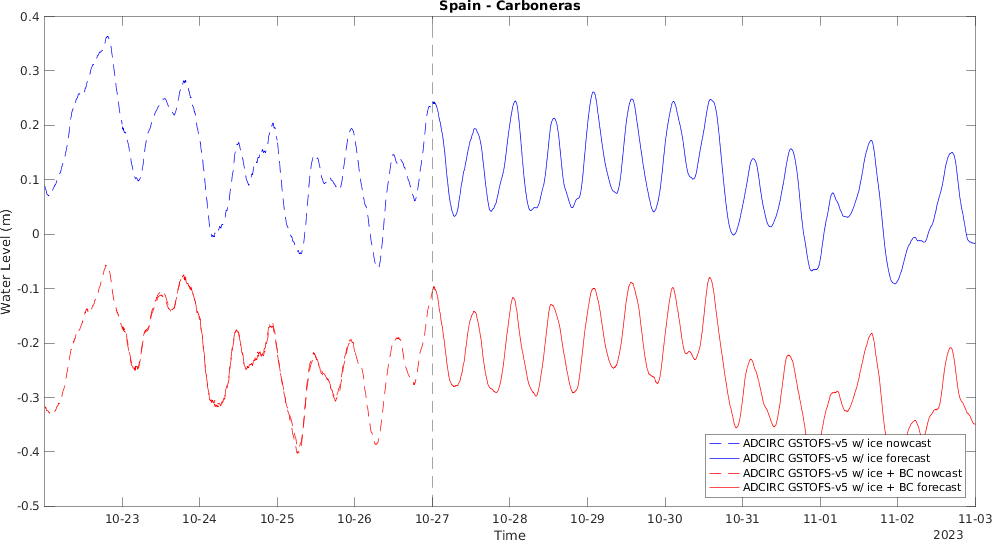 Spain - Carboneras
0.4
0.3
0.2
0.1
0
-0.1
-0.2
-0.3
-0.4
-0.5
Water Level (m)
ADCIRC GSTOFS-v5 w/ ice nowcast
ADCIRC GSTOFS-v5 w/ ice forecast
ADCIRC GSTOFS-v5 w/ ice + BC nowcast
ADCIRC GSTOFS-v5 w/ ice + BC forecast
10-23 10-24 10-25 10-26 10-27 10-28 10-29 10-30 10-31 11-01 11-02 11-03
Time
2023